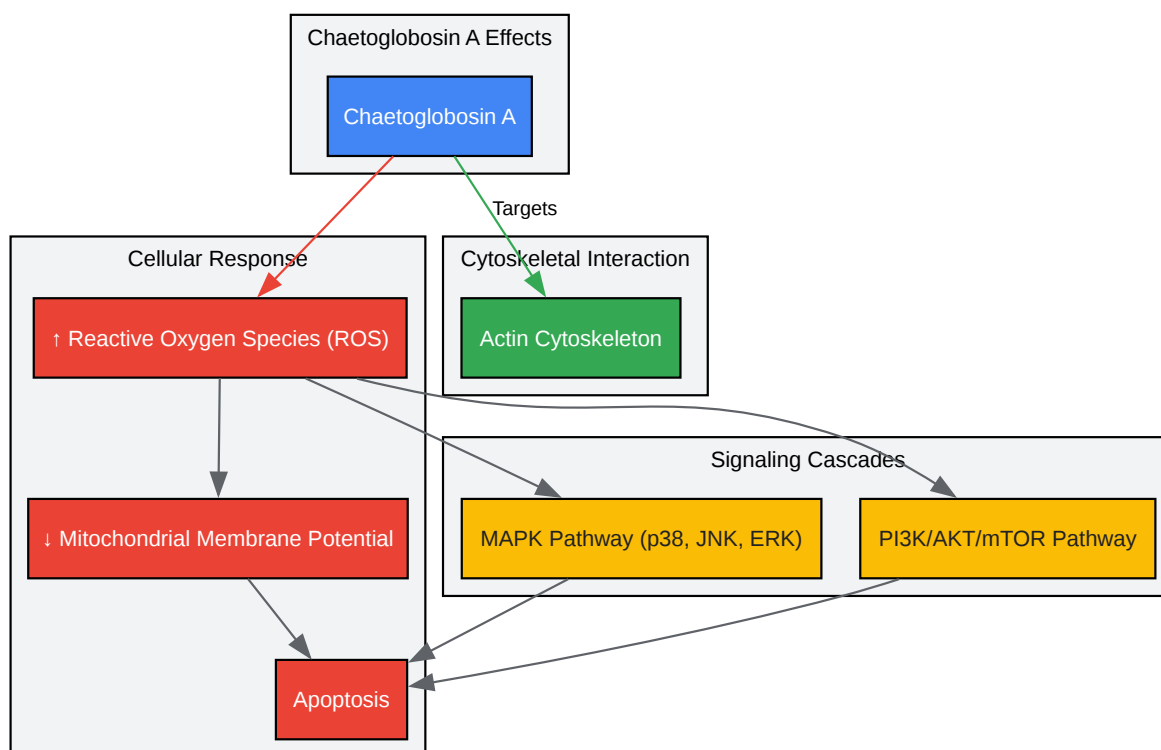 Chaetoglobosin A Effects
Chaetoglobosin A
Targets
Cellular Response
Cytoskeletal Interaction
↑ Reactive Oxygen Species (ROS)
Actin Cytoskeleton
Signaling Cascades
↓ Mitochondrial Membrane Potential
MAPK Pathway (p38, JNK, ERK)
PI3K/AKT/mTOR Pathway
Apoptosis